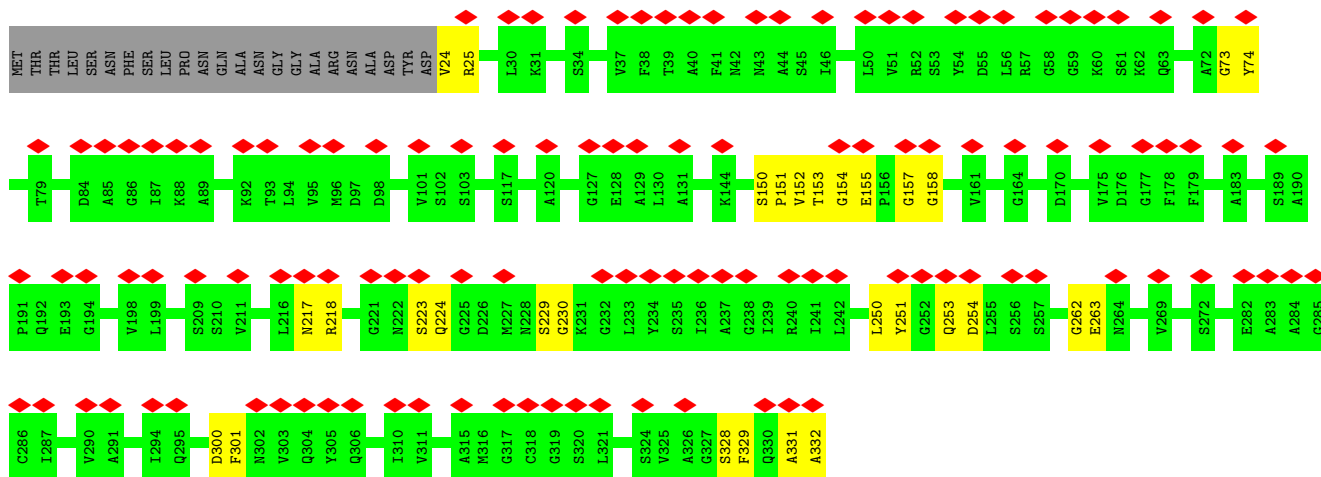 MET THR THR LEU SER ASN PHE SER LEU PRO ASN GLN ALA ASN GLY GLY ALA ARG ASN ALA ASP TYR ASP V24 R25 L30 K31 S34 V37 F38 T39 A40 F41 N42 N43 A44 S45 I46 L50 V51 R52 S53 Y54 D55 L56 R57 G58 G59 K60 S61 K62 Q63 A72 G73 Y74
T79 D84 A85 G86 I87 K88 A89 K92 T93 L94 V95 M96 D97 D98 V101 S102 S103 S117 A120 G127 E128 A129 L130 A131 K144 S150 P151 V152 T153 G154 E155 P156 G157 G158 V161 G164 D170 V175 D176 G177 F178 F179 A183 S189 A190
P191 Q192 E193 G194 V198 L199 S209 S210 V211 L216 N217 R218 G221 N222 S223 Q224 G225 D226 M227 N228 S229 G230 K231 G232 L233 Y234 S235 I236 A237 G238 I239 R240 I241 L242 L250 Y251 G252 Q253 D254 L255 S256 S257 G262 E263 N264 V269 S272 E282 A283 A284 G285
C286 I287 V290 A291 I294 Q295 D300 F301 N302 V303 Q304 Y305 Q306 I310 V311 A315 M316 G317 C318 G319 S320 L321 S324 V325 A326 G327 S328 F329 Q330 A331 A332